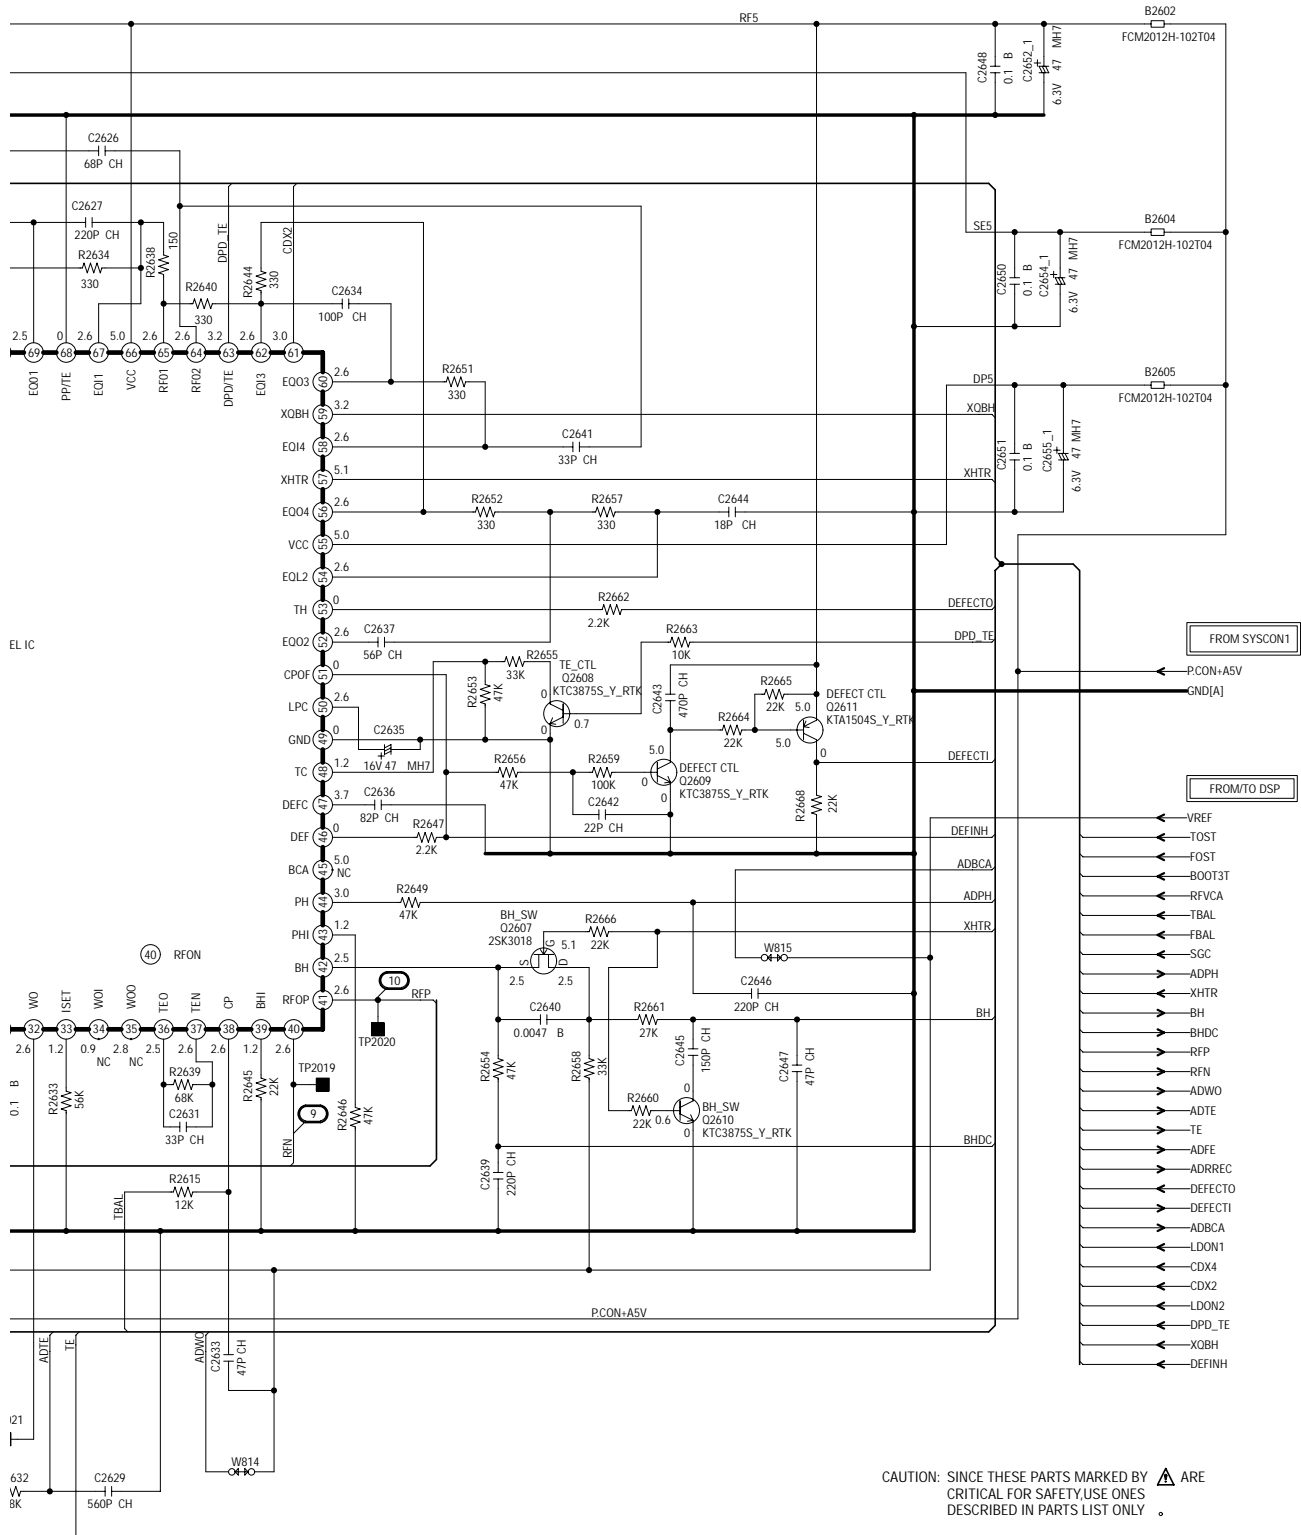 RF5
B2602
FCM2012H-102T04
C2648
0.1 B
C2652_1
47 MH7
6.3V
C2626
68P CH
C2627
220P CH
R2634
330
R2638
150
DPD_TE
R2644
330
CDX2
R2640
330
C2634
100P CH
SE5
B2604
FCM2012H-102T04
C2650
0.1 B
C2654_1
47 MH7
6.3V
2.5 0 2.6 5.0 2.6 2.6 3.2 2.6 3.0
69 68 67 66 65 64 63 62 61
EQ01 PP/TE EQI1 VCC RF01 RF02 DPD/TE EQI3
EQO3 60 2.6
R2651
330
DP5
B2605
FCM2012H-102T04
XQBH 59 3.2
XQBH
EQI4 58 2.6
C2641
33P CH
C2651
0.1 B
C2655_1
47 MH7
6.3V
XHTR 57 5.1
XHTR
EQO4 56 2.6
R2652
330
R2657
330
C2644
18P CH
VCC 55 5.0
EQL2 54 2.6
TH 53 0
R2662
2.2K
DEFECTO
EL IC
EQO2 52 2.6
C2637
56P CH
R2663
10K
DPD_TE
FROM SYSCON1
P.CON+A5V
GND[A]
CPOF 51 0
R2655
33K
R2653
47K
TE_CTL
Q2608
KTC3875S_Y_RTK
0
0
0.7
C2643
470P CH
R2665
22K
R2664
22K
DEFECT CTL
Q2611
KTA1504S_Y_RTK
5.0
5.0
0
LPC 50 2.6
GND 49 0
C2635
16V 47 MH7
TC 48 1.2
R2656
47K
R2659
100K
5.0
0
0
DEFECT CTL
Q2609
KTC3875S_Y_RTK
DEFECTI
DEFC 47 3.7
C2636
82P CH
C2642
22P CH
R2668
22K
DEF 46 0
R2647
2.2K
DEFINH
BCA 45 5.0
NC
ADBCA
PH 44 3.0
R2649
47K
ADPH
PHI 43 1.2
BH_SW
Q2607
2SK3018
G 5.1
S
D
2.5
2.5
R2666
22K
XHTR
W815
BH 42 2.5
40 RFON
10
RFP
RFOP 41 2.6
TP2020
C2640
0.0047 B
R2661
27K
C2646
220P CH
BH
WO ISET WOI WOO TEO TEN CP BHI
32 33 34 35 36 37 38 39 40
2.6 1.2 0.9 2.8 2.5 2.6 2.6 1.2 2.6
NC NC
0.1 B
R2633
56K
R2639
68K
C2631
33P CH
R2645
22K
TP2019
9
RFN
R2646
47K
R2654
47K
R2658
33K
C2645
150P CH
C2647
47P CH
R2660
22K
0
0.6
0
BH_SW
Q2610
KTC3875S_Y_RTK
BHDC
C2639
220P CH
R2615
12K
TBAL
P.CON+A5V
ADTE
TE
ADWO
C2633
47P CH
W814
C2629
560P CH
FROM/TO DSP
VREF
TOST
FOST
BOOT3T
RFVCA
TBAL
FBAL
SGC
ADPH
XHTR
BH
BHDC
RFP
RFN
ADWO
ADTE
TE
ADFE
ADRREC
DEFECTO
DEFECTI
ADBCA
LDON1
CDX4
CDX2
LDON2
DPD_TE
XQBH
DEFINH
CAUTION: SINCE THESE PARTS MARKED BY ⚠ ARE
CRITICAL FOR SAFETY,USE ONES
DESCRIBED IN PARTS LIST ONLY 。